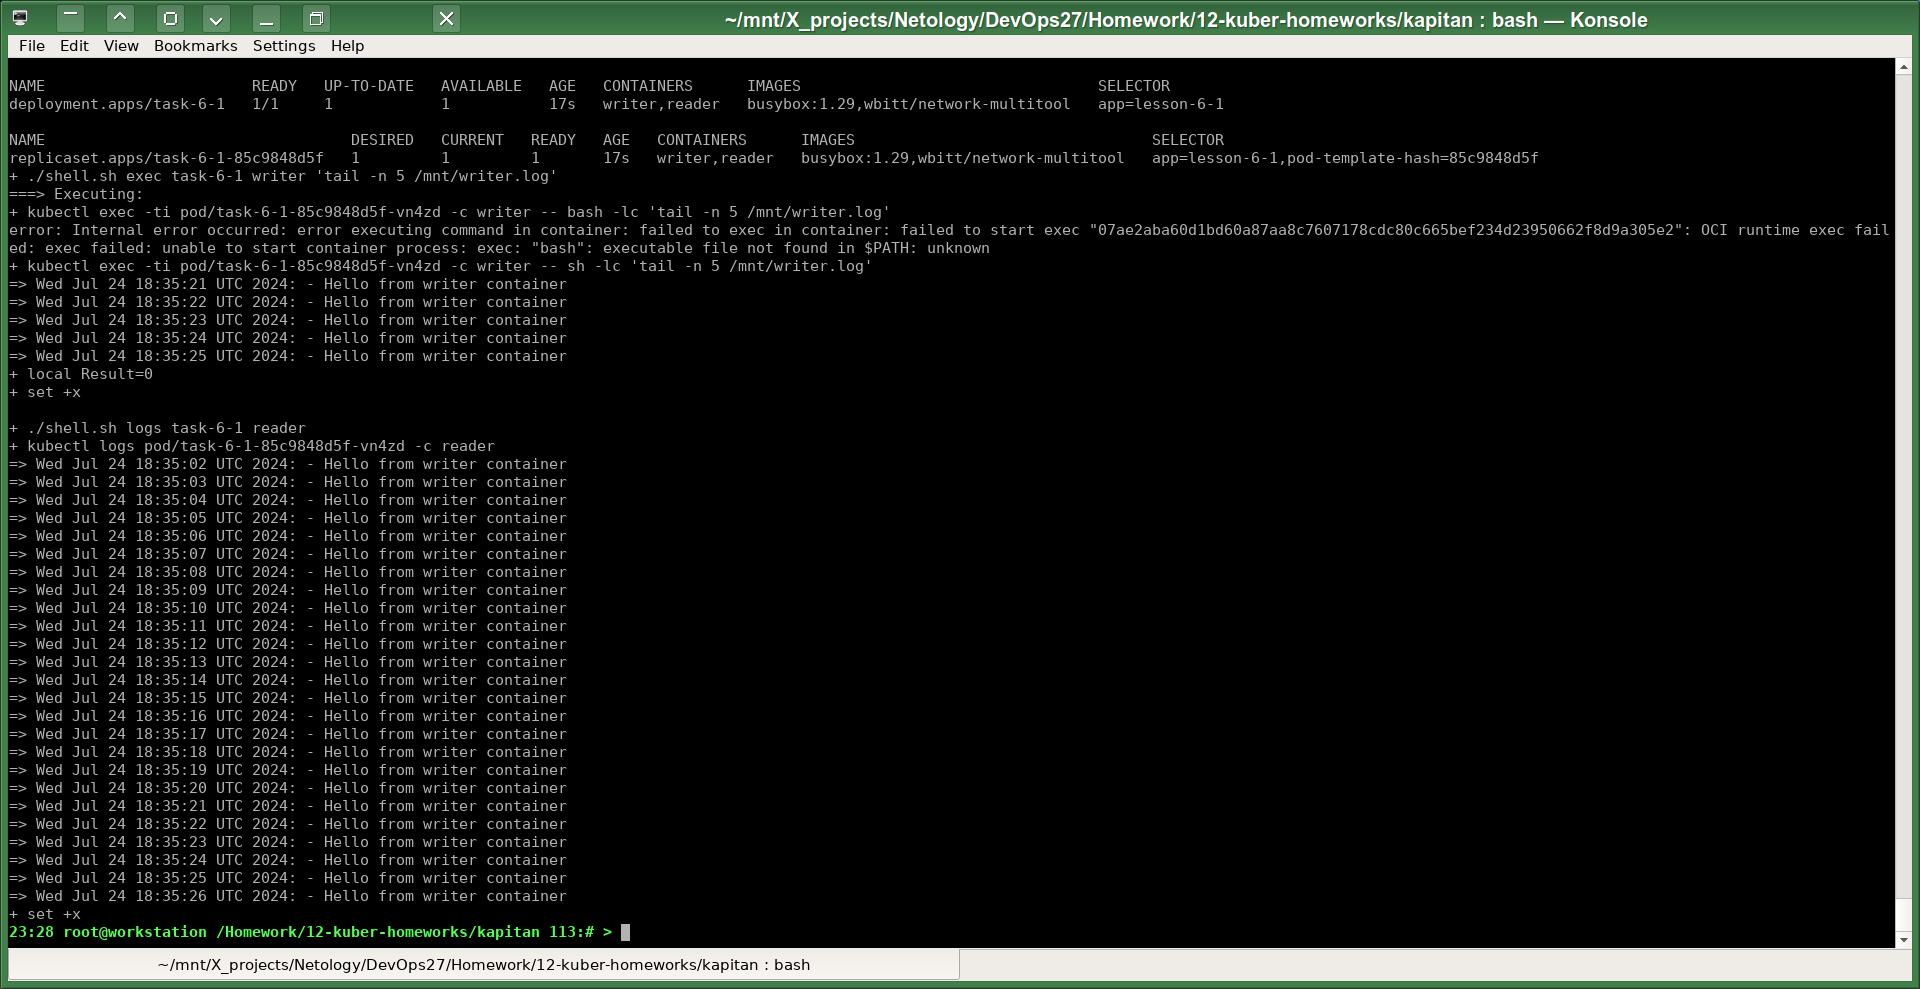 ~/mnt/X_projects/Netology/DevOps27/Homework/12-kuber-homeworks/kapitan : bash — Konsole
File Edit View Bookmarks Settings Help
NAME                           READY   UP-TO-DATE   AVAILABLE   AGE   CONTAINERS      IMAGES                                 SELECTOR
deployment.apps/task-6-1   1/1     1            1           17s   writer,reader   busybox:1.29,wbitt/network-multitool   app=lesson-6-1
NAME                                  DESIRED   CURRENT   READY   AGE   CONTAINERS      IMAGES                                 SELECTOR
replicaset.apps/task-6-1-85c9848d5f   1         1         1       17s   writer,reader   busybox:1.29,wbitt/network-multitool   app=lesson-6-1,pod-template-hash=85c9848d5f
+ ./shell.sh exec task-6-1 writer 'tail -n 5 /mnt/writer.log'
===> Executing:
+ kubectl exec -ti pod/task-6-1-85c9848d5f-vn4zd -c writer -- bash -lc 'tail -n 5 /mnt/writer.log'
error: Internal error occurred: error executing command in container: failed to exec in container: failed to start exec "07ae2aba60d1bd60a87aa8c7607178cdc80c665bef234d23950662f8d9a305e2": OCI runtime exec fail
ed: exec failed: unable to start container process: exec: "bash": executable file not found in $PATH: unknown
+ kubectl exec -ti pod/task-6-1-85c9848d5f-vn4zd -c writer -- sh -lc 'tail -n 5 /mnt/writer.log'
=> Wed Jul 24 18:35:21 UTC 2024: - Hello from writer container
=> Wed Jul 24 18:35:22 UTC 2024: - Hello from writer container
=> Wed Jul 24 18:35:23 UTC 2024: - Hello from writer container
=> Wed Jul 24 18:35:24 UTC 2024: - Hello from writer container
=> Wed Jul 24 18:35:25 UTC 2024: - Hello from writer container
+ local Result=0
+ set +x
+ ./shell.sh logs task-6-1 reader
+ kubectl logs pod/task-6-1-85c9848d5f-vn4zd -c reader
=> Wed Jul 24 18:35:02 UTC 2024: - Hello from writer container
=> Wed Jul 24 18:35:03 UTC 2024: - Hello from writer container
=> Wed Jul 24 18:35:04 UTC 2024: - Hello from writer container
=> Wed Jul 24 18:35:05 UTC 2024: - Hello from writer container
=> Wed Jul 24 18:35:06 UTC 2024: - Hello from writer container
=> Wed Jul 24 18:35:07 UTC 2024: - Hello from writer container
=> Wed Jul 24 18:35:08 UTC 2024: - Hello from writer container
=> Wed Jul 24 18:35:09 UTC 2024: - Hello from writer container
=> Wed Jul 24 18:35:10 UTC 2024: - Hello from writer container
=> Wed Jul 24 18:35:11 UTC 2024: - Hello from writer container
=> Wed Jul 24 18:35:12 UTC 2024: - Hello from writer container
=> Wed Jul 24 18:35:13 UTC 2024: - Hello from writer container
=> Wed Jul 24 18:35:14 UTC 2024: - Hello from writer container
=> Wed Jul 24 18:35:15 UTC 2024: - Hello from writer container
=> Wed Jul 24 18:35:16 UTC 2024: - Hello from writer container
=> Wed Jul 24 18:35:17 UTC 2024: - Hello from writer container
=> Wed Jul 24 18:35:18 UTC 2024: - Hello from writer container
=> Wed Jul 24 18:35:19 UTC 2024: - Hello from writer container
=> Wed Jul 24 18:35:20 UTC 2024: - Hello from writer container
=> Wed Jul 24 18:35:21 UTC 2024: - Hello from writer container
=> Wed Jul 24 18:35:22 UTC 2024: - Hello from writer container
=> Wed Jul 24 18:35:23 UTC 2024: - Hello from writer container
=> Wed Jul 24 18:35:24 UTC 2024: - Hello from writer container
=> Wed Jul 24 18:35:25 UTC 2024: - Hello from writer container
=> Wed Jul 24 18:35:26 UTC 2024: - Hello from writer container
+ set +x
23:28 root@workstation /Homework/12-kuber-homeworks/kapitan 113:# >
~/mnt/X_projects/Netology/DevOps27/Homework/12-kuber-homeworks/kapitan : bash